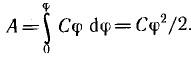 A = ∫₀^φ Cφ dφ = Cφ²/2.